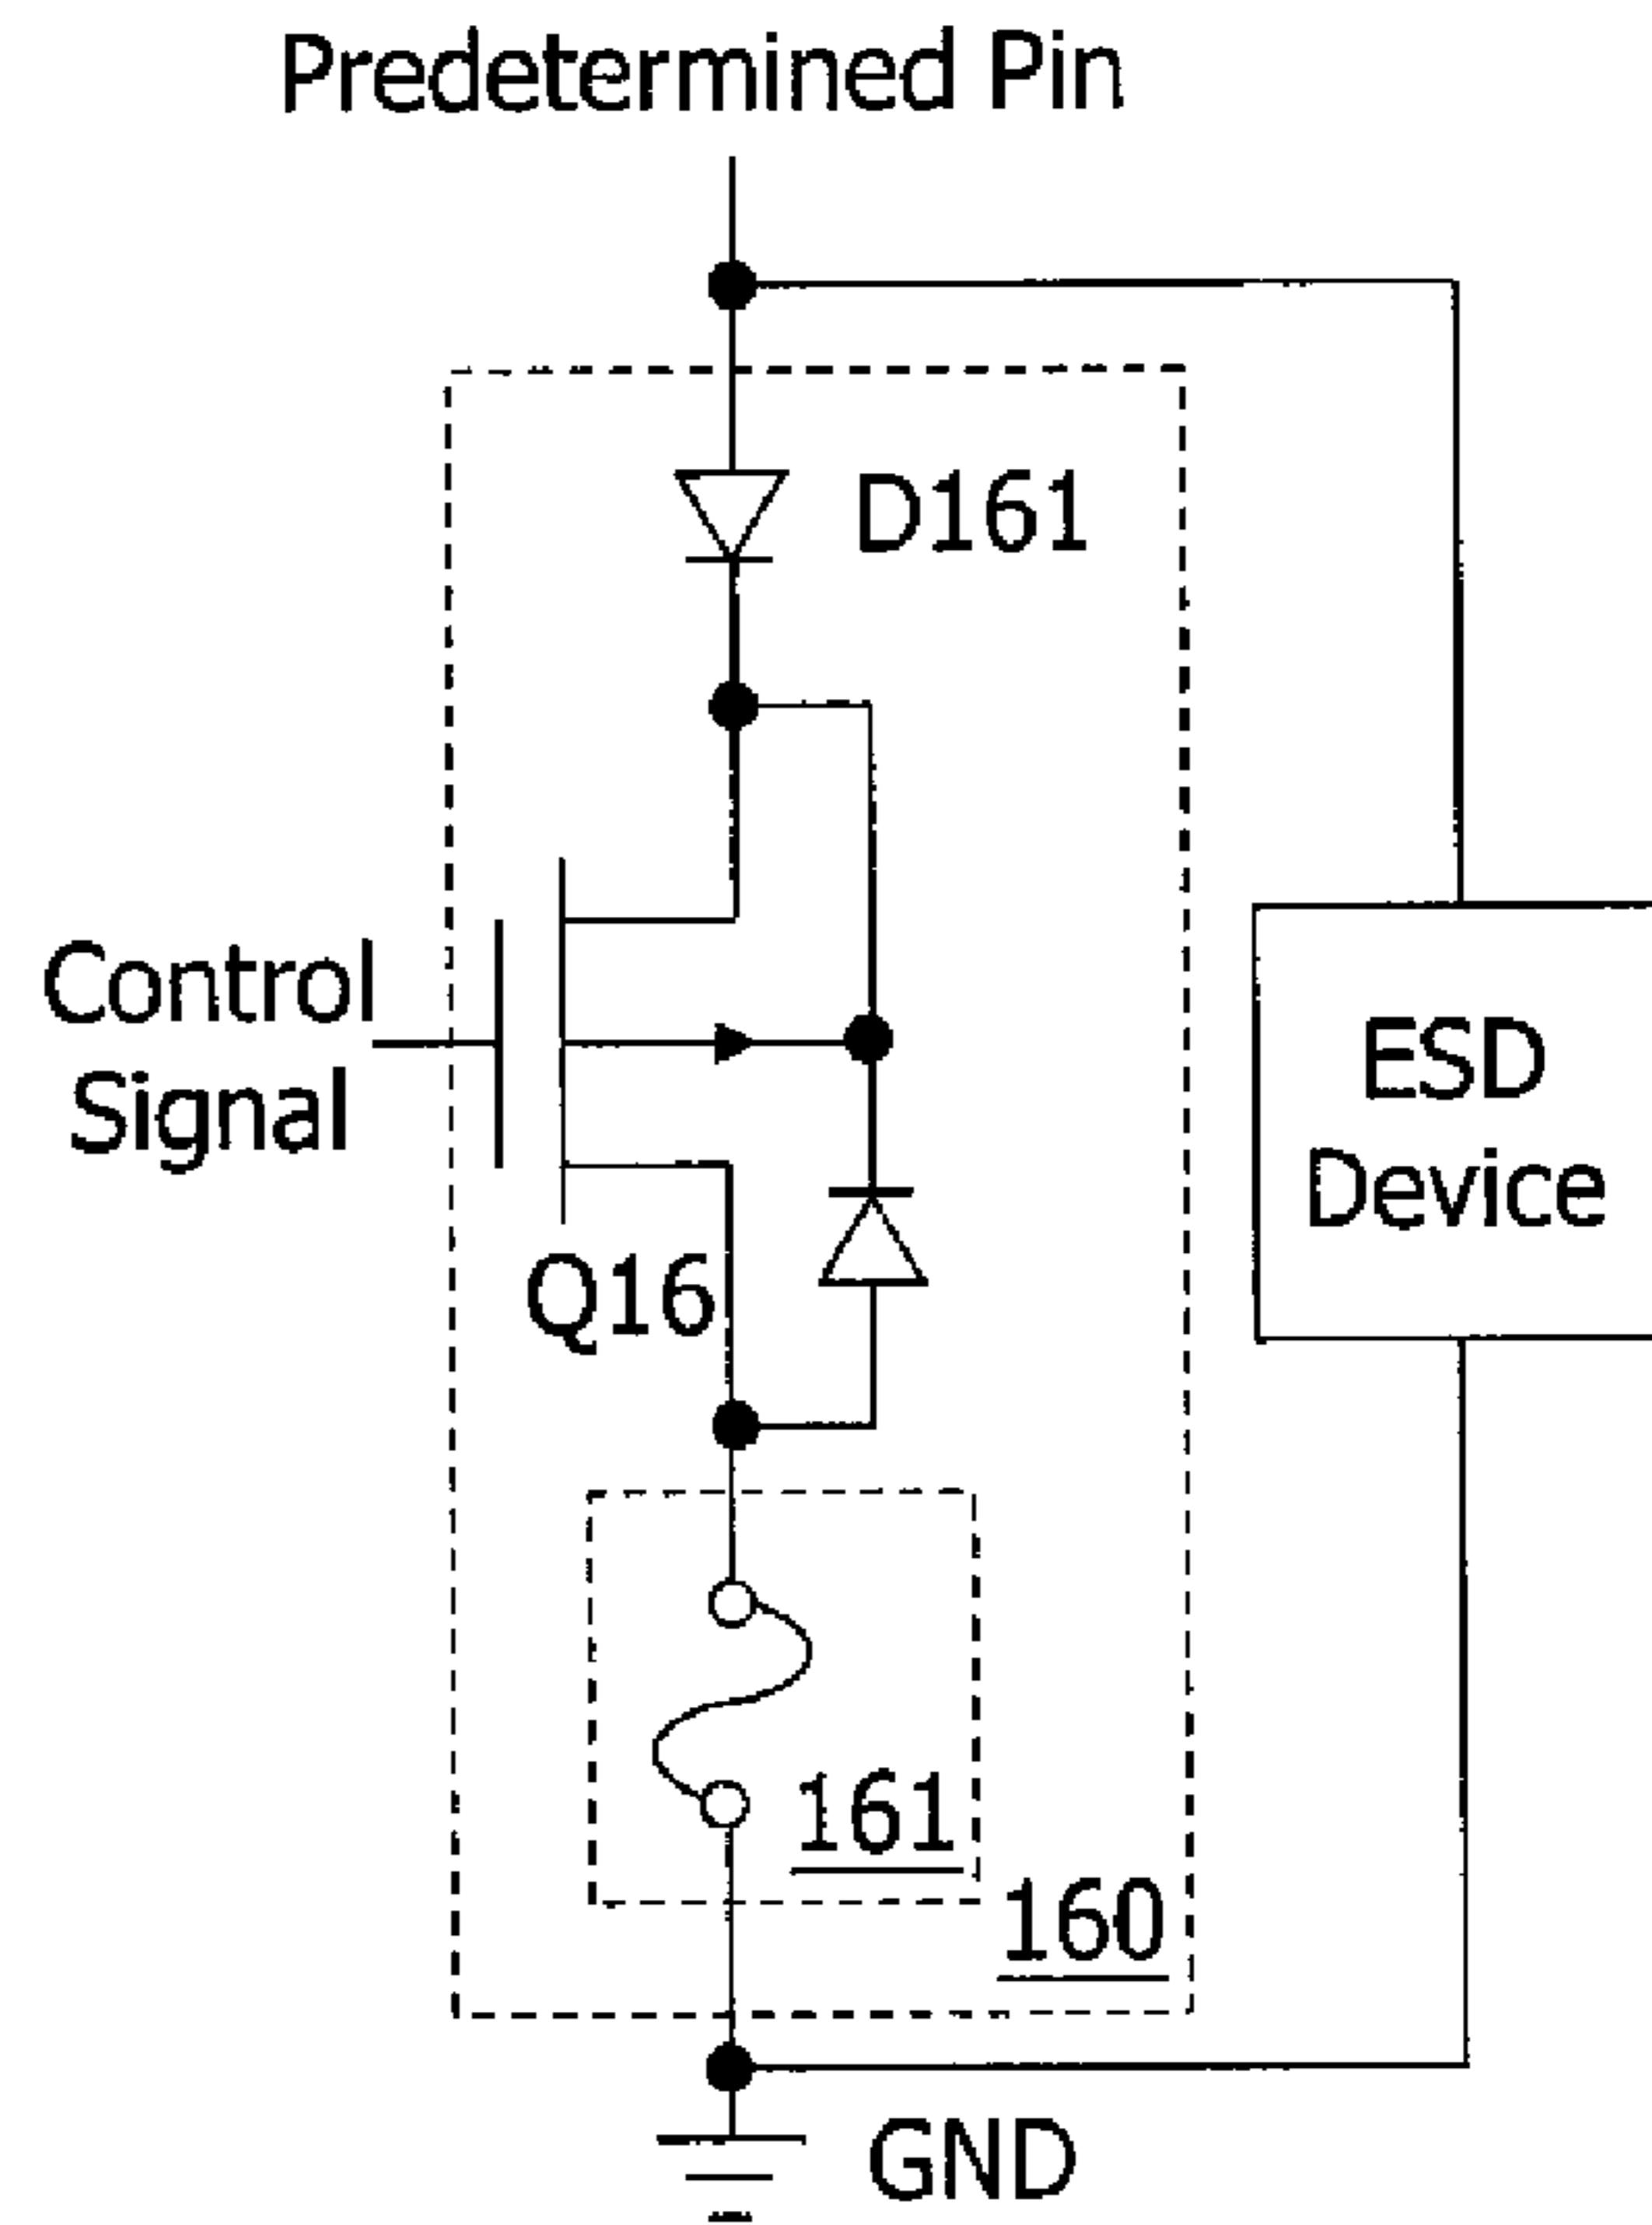 Predetermined Pin
D161
Control
Signal
ESD
Device
Q16
161
160
GND